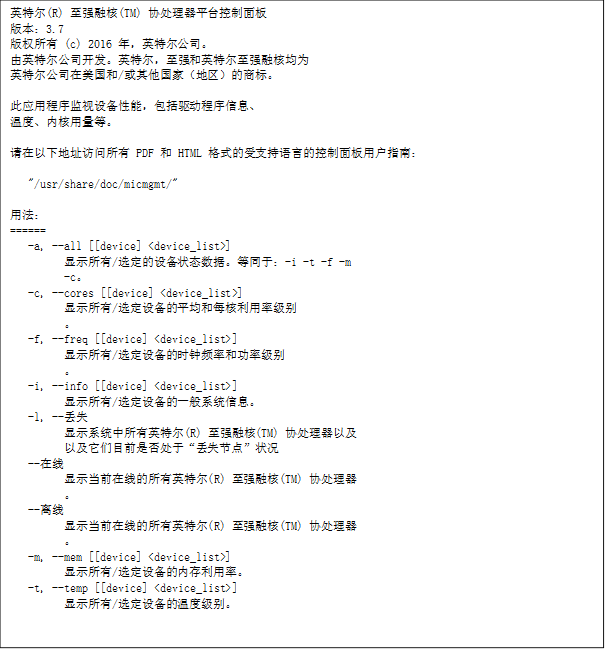 英特尔(R) 至强融核(TM) 协处理器平台控制面板
版本: 3.7
版权所有 (c) 2016 年, 英特尔公司。
由英特尔公司开发。英特尔, 至强和英特尔至强融核均为
英特尔公司在美国和/或其他国家（地区）的商标。
此应用程序监视设备性能, 包括驱动程序信息、
温度、内核用量等。
请在以下地址访问所有 PDF 和 HTML 格式的受支持语言的控制面板用户指南:
"/usr/share/doc/micmgmt/"
用法:
======
-a, --all [[device] <device_list>]
显示所有/选定的设备状态数据。等同于: -i -t -f -m
-c。
-c, --cores [[device] <device_list>]
显示所有/选定设备的平均和每核利用率级别
。
-f, --freq [[device] <device_list>]
显示所有/选定设备的时钟频率和功率级别
。
-i, --info [[device] <device_list>]
显示所有/选定设备的一般系统信息。
-l, --丢失
显示系统中所有英特尔(R) 至强融核(TM) 协处理器以及
以及它们目前是否处于“丢失节点”状况
--在线
显示当前在线的所有英特尔(R) 至强融核(TM) 协处理器
。
--离线
显示当前在线的所有英特尔(R) 至强融核(TM) 协处理器
。
-m, --mem [[device] <device_list>]
显示所有/选定设备的内存利用率。
-t, --temp [[device] <device_list>]
显示所有/选定设备的温度级别。